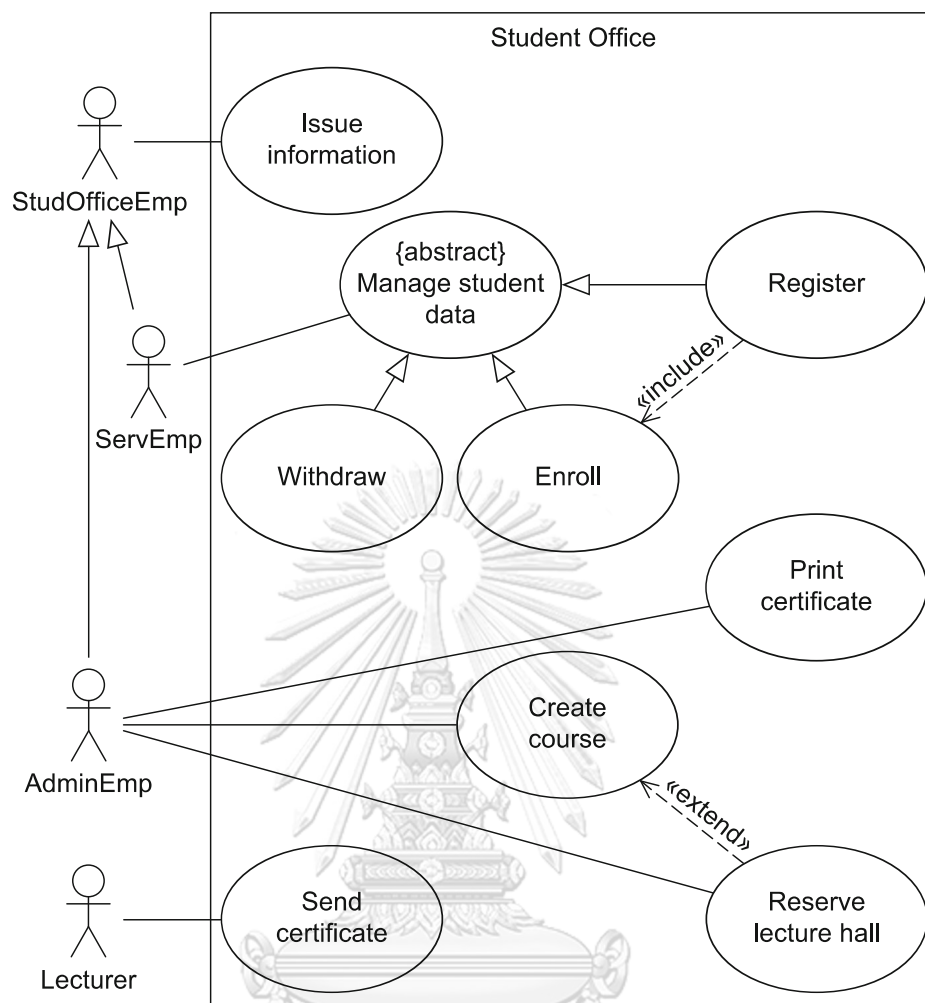 Student Office
Issue
information
StudOfficeEmp
{abstract}
Manage student
data
Register
«include»
ServEmp
Withdraw
Enroll
Print
certificate
Create
course
AdminEmp
«extend»
Send
certificate
Reserve
lecture hall
Lecturer